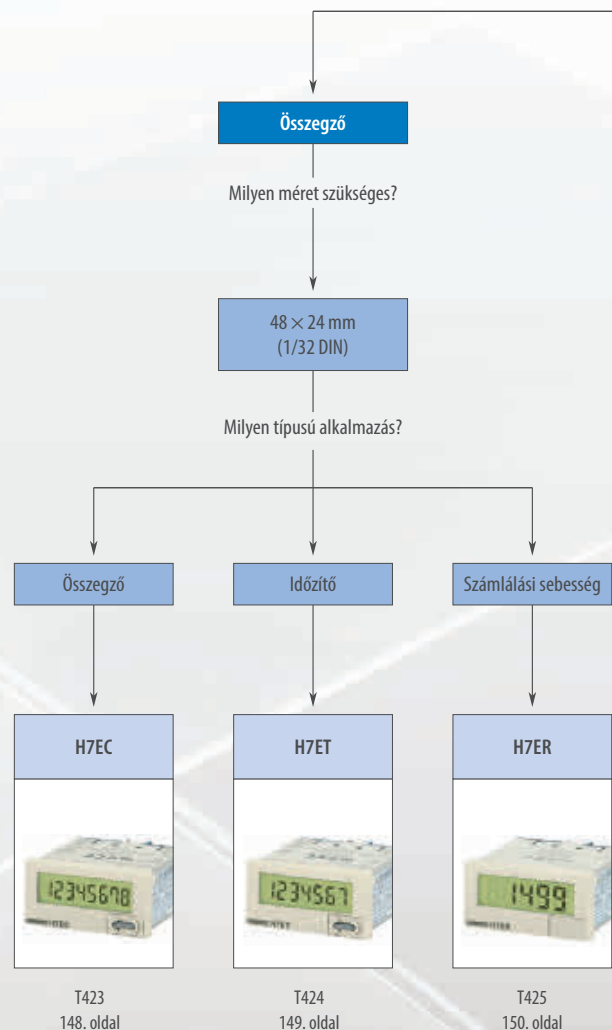 Összegző
Milyen méret szükséges?
48 × 24 mm
(1/32 DIN)
Milyen típusú alkalmazás?
Összegző
Időzítő
Számlálási sebesség
H7EC
H7ET
H7ER
12345678
1234567
1499
T423
148. oldal
T424
149. oldal
T425
150. oldal